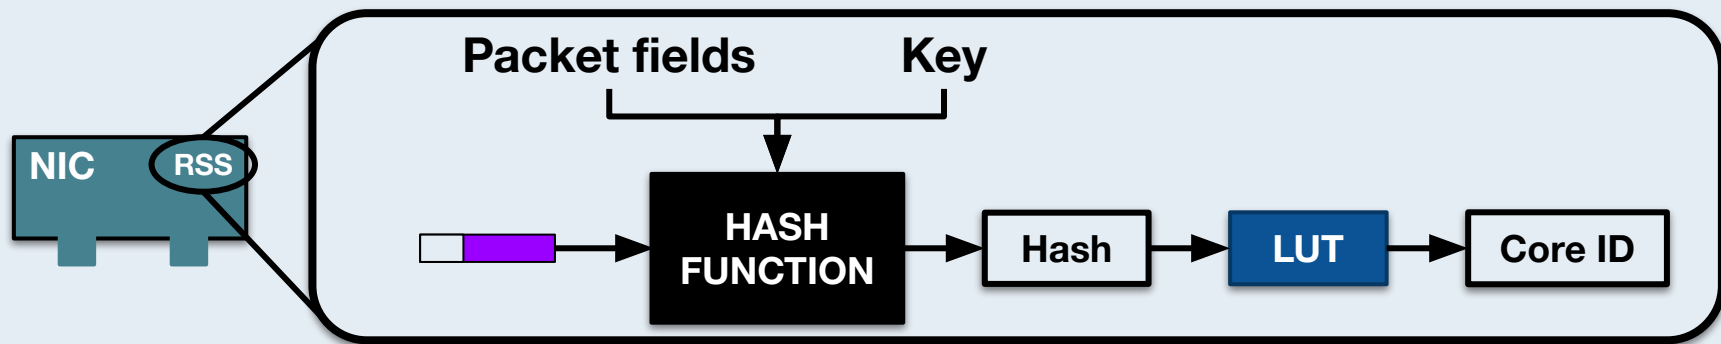 Packet fields
Key
NIC
RSS
HASH
FUNCTION
Hash
LUT
Core ID